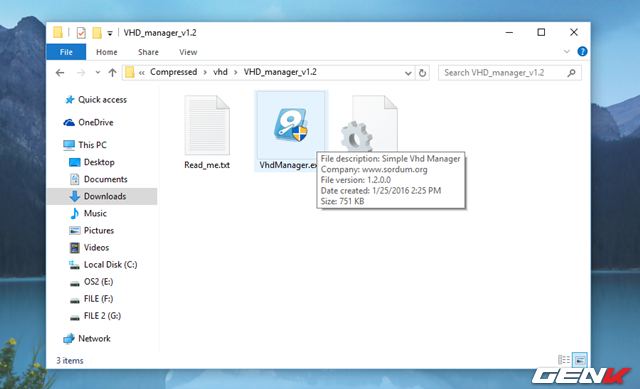 VHD_manager_v1.2
File
Home
Share
View
Compressed
vhd
VHD_manager_v1.2
Search VHD_manager_v1.2
Quick access
OneDrive
This PC
Desktop
Documents
Downloads
Music
Pictures
Videos
Local Disk (C:)
OS2 (E:)
FILE (F:)
FILE 2 (G:)
Network
Read_me.txt
VhdManager.ex
File description: Simple Vhd Manager
Company: www.sordum.org
File version: 1.2.0.0
Date created: 1/25/2016 2:25 PM
Size: 751 KB
3 items
GENK